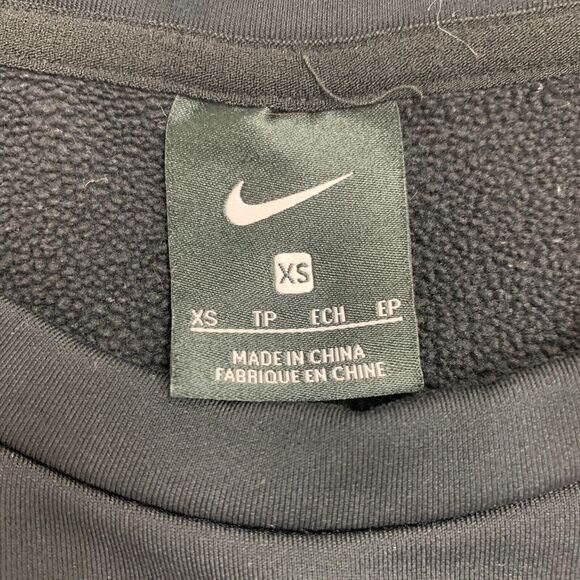 XS
XS TP ECH EP
MADE IN CHINA
FABRIQUE EN CHINE